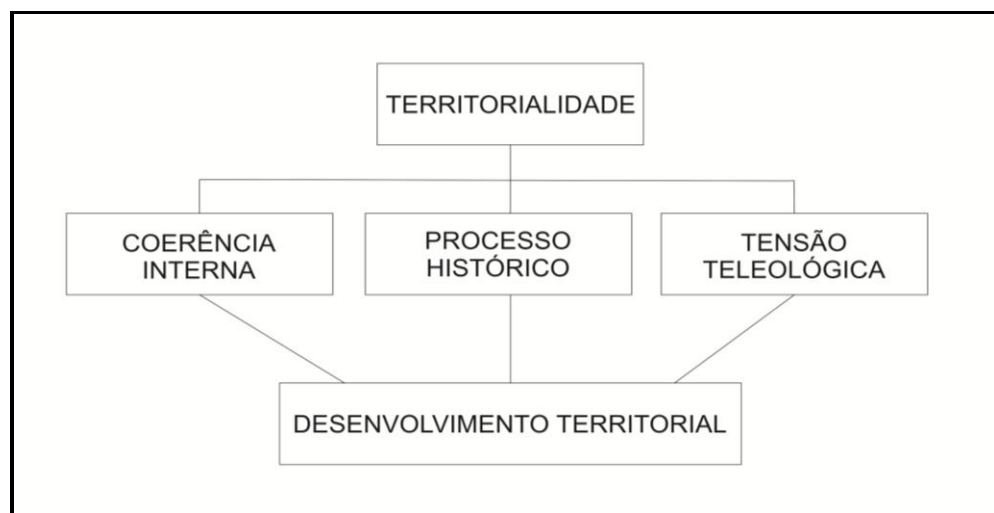 TERRITORIALIDADE
COERÊNCIA
INTERNA
PROCESSO
HISTÓRICO
TENSÃO
TELEOLÓGICA
DESENVOLVIMENTO TERRITORIAL